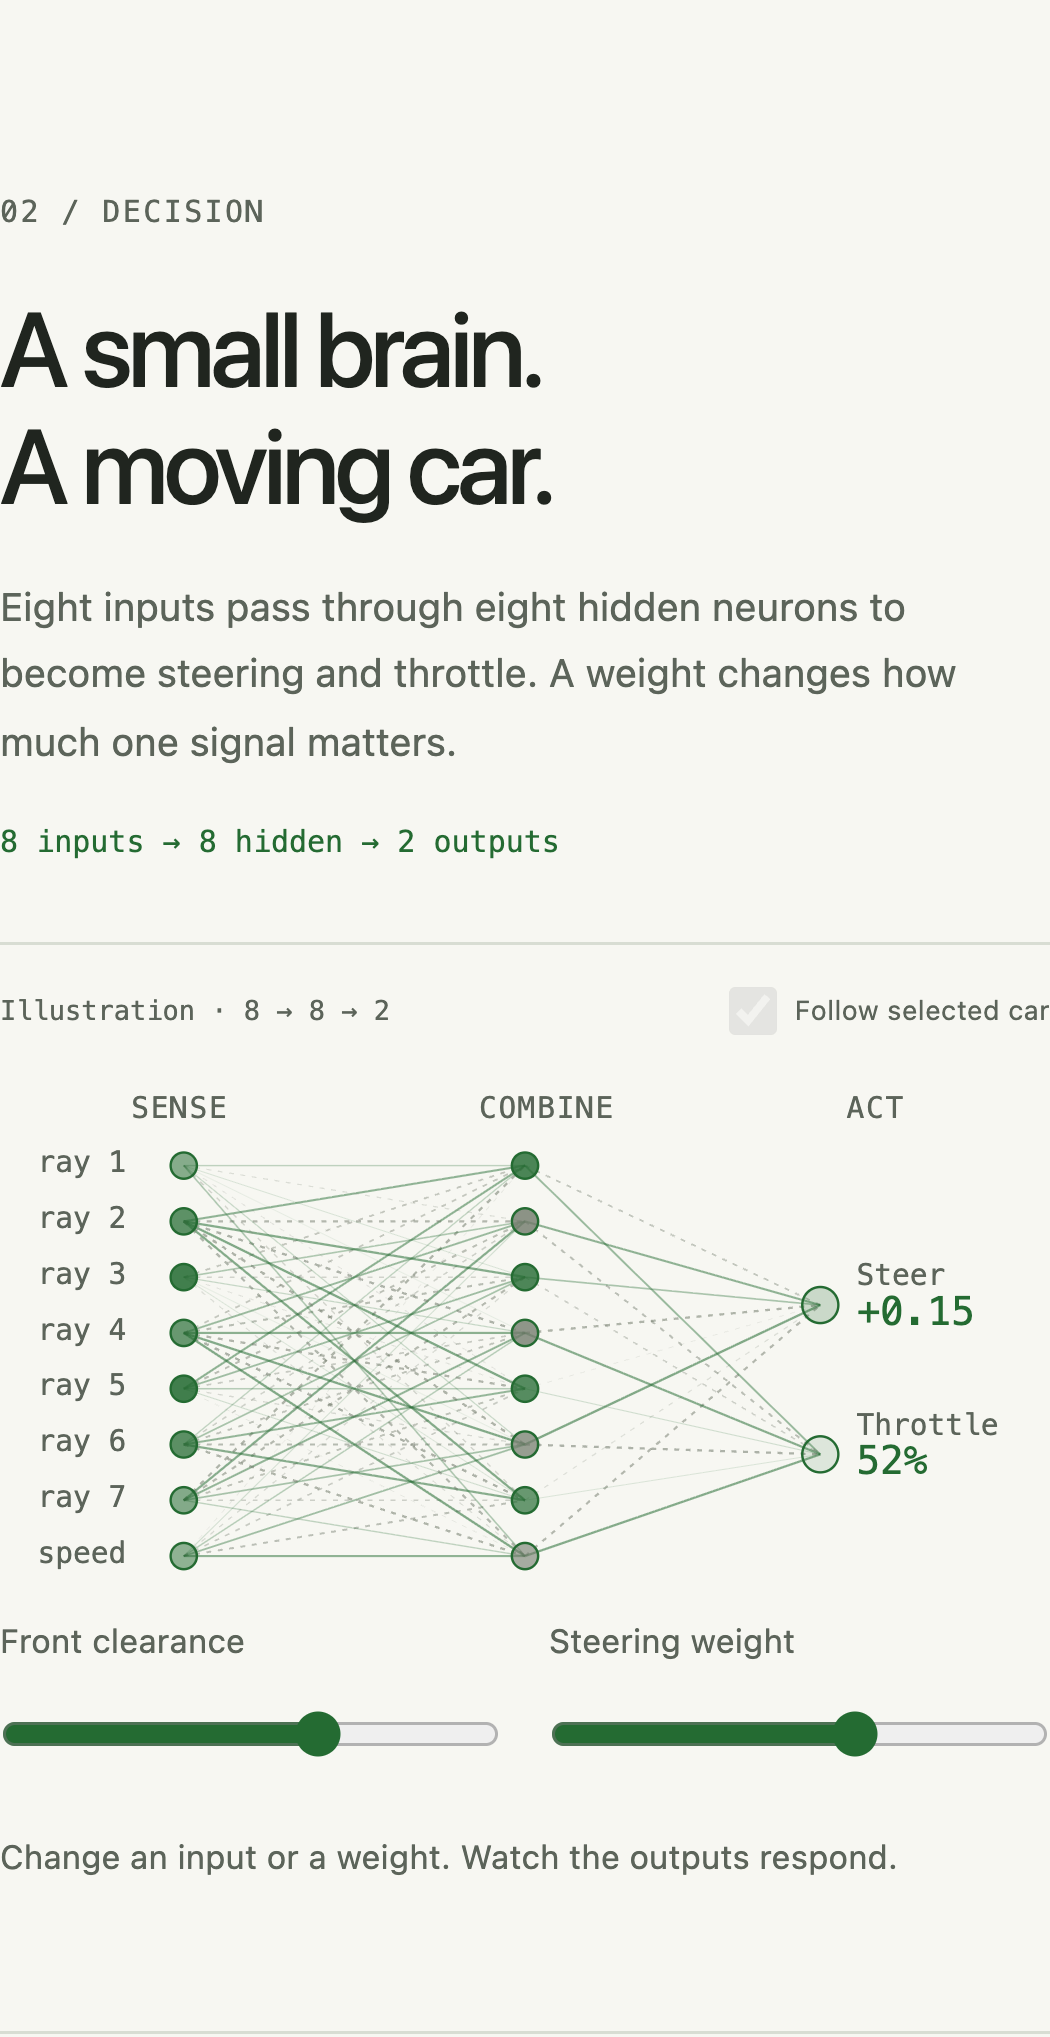 02 / DECISION
A small brain.
A moving car.
Eight inputs pass through eight hidden neurons to
become steering and throttle. A weight changes how
much one signal matters.
8 inputs → 8 hidden → 2 outputs
Illustration · 8 → 8 → 2
Follow selected car
SENSE
COMBINE
ACT
ray 1
ray 2
ray 3
ray 4
ray 5
ray 6
ray 7
speed
Steer
+0.15
Throttle
52%
Front clearance
Steering weight
Change an input or a weight. Watch the outputs respond.